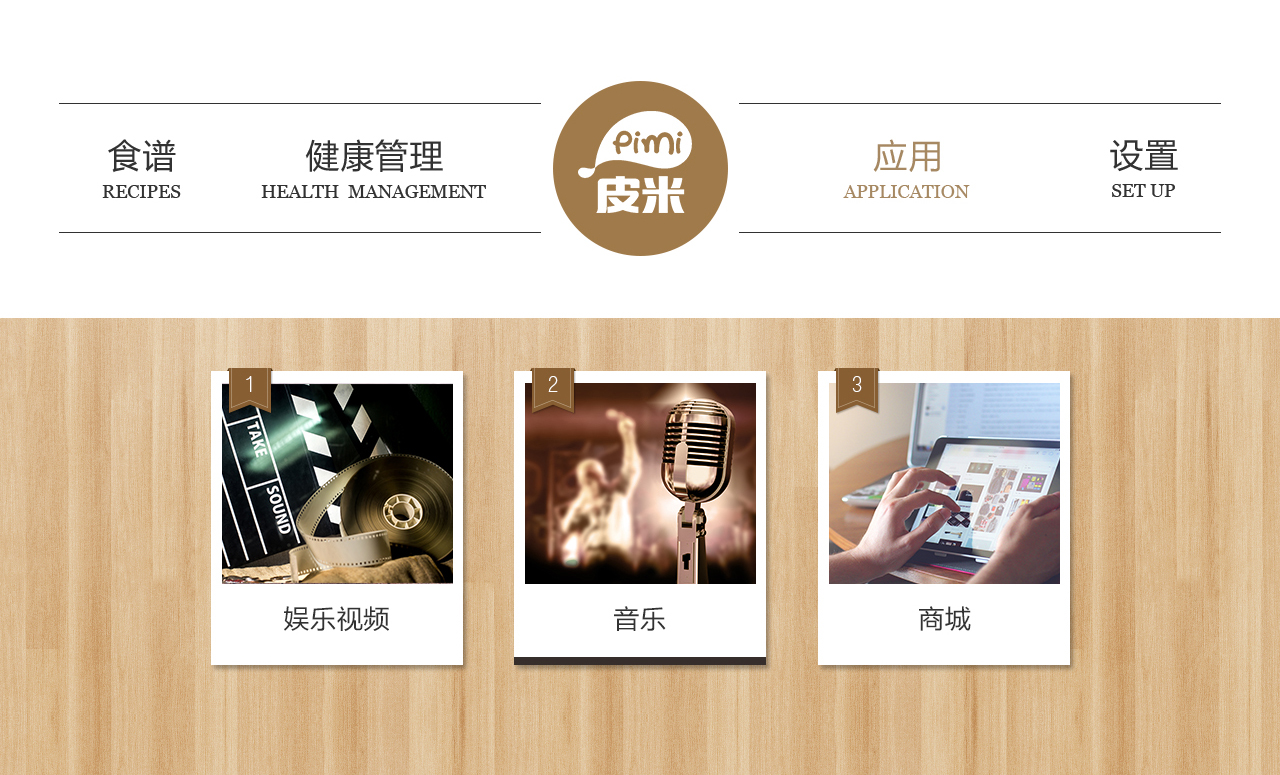 食谱
RECIPES
健康管理
HEALTH MANAGEMENT
Pimi
皮米
应用
APPLICATION
设置
SET UP
1
TAKE
SOUND
娱乐视频
2
音乐
3
商城